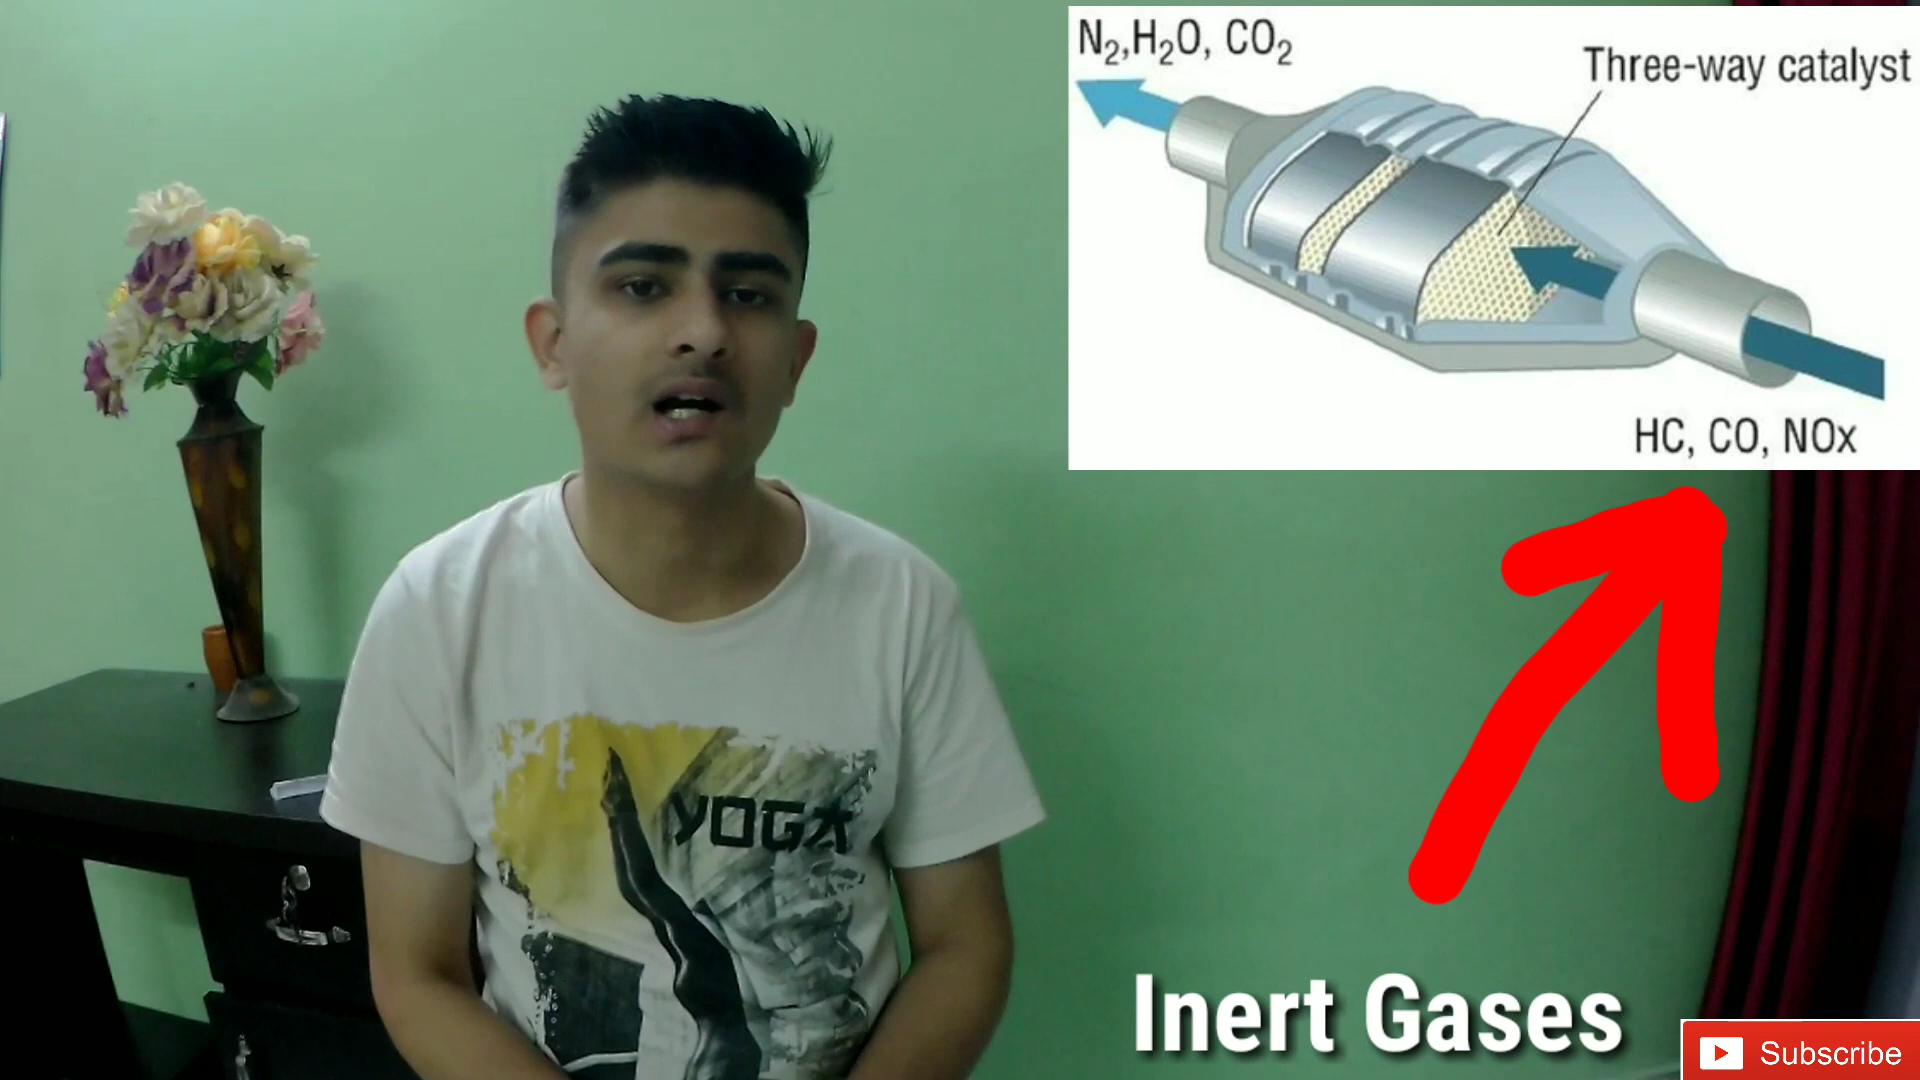 N₂,H₂O, CO₂
Three-way catalyst
HC, CO, NOx
YOGA
Inert Gases
Subscribe